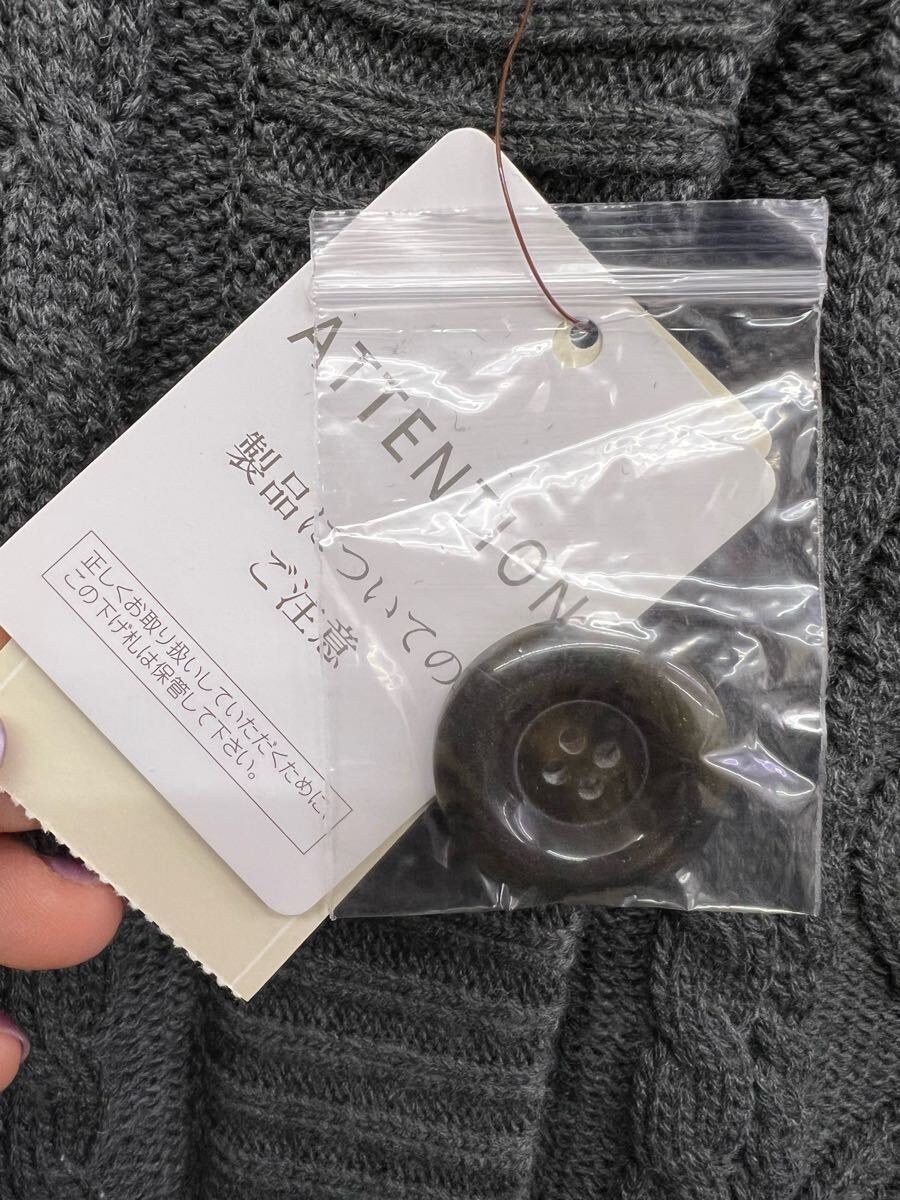 ATTENTION
製品についての
ご注意
正しくお取り扱いしていただくために、
この下げ札は保管して下さい。